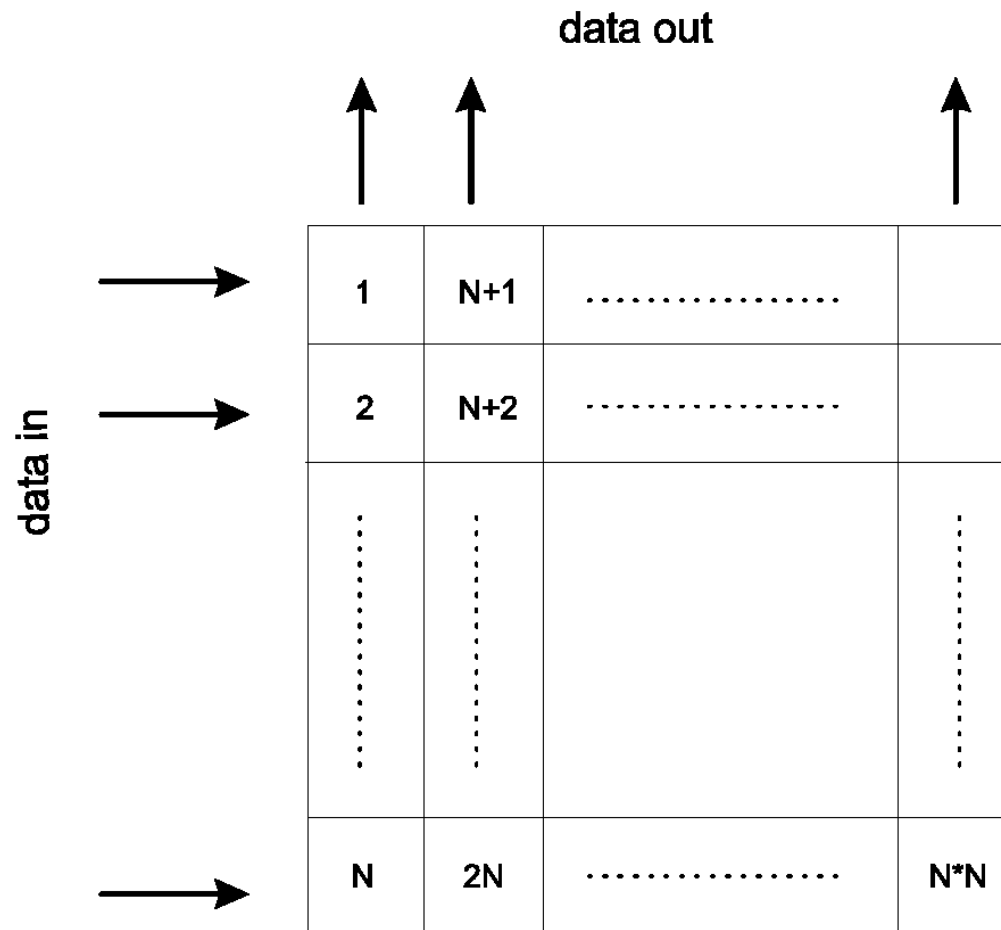 data out
data in
1 N+1 .................
2 N+2 .................
N 2N ................. N*N